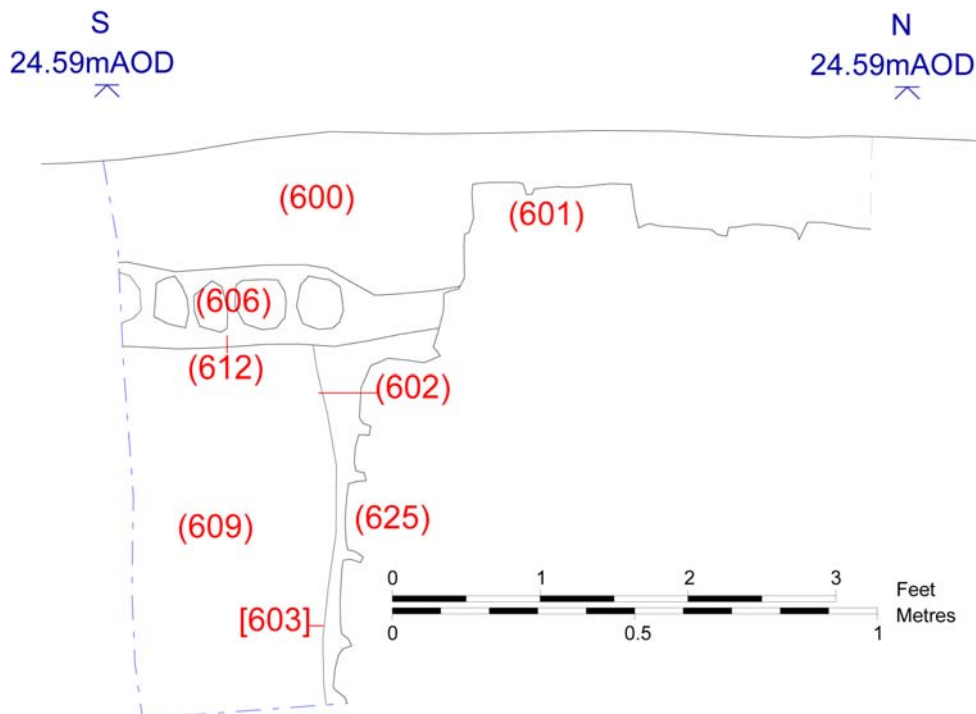 S
N
24.59mAOD
24.59mAOD
(600)
(601)
(606)
(612)
(602)
(609)
(625)
[603]
0 1 2 3
Feet
Metres
0 0.5 1